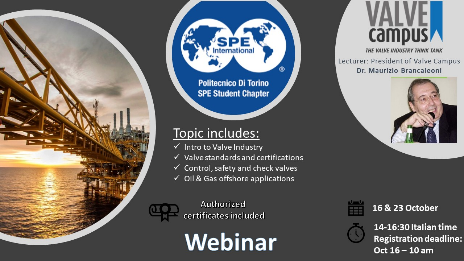 SPE
International
®
Politecnico Di Torino
SPE Student Chapter
VALVE
campus
THE VALVE INDUSTRY THINK TANK
Lecturer: President of Valve Campus
Dr. Maurizio Brancaleoni
Topic includes:
✓ Intro to Valve Industry
✓ Valve standards and certifications
✓ Control, safety and check valves
✓ Oil & Gas offshore applications
Authorized
certificates included
Webinar
16 & 23 October
14-16:30 Italian time
Registration deadline:
Oct 16 – 10 am